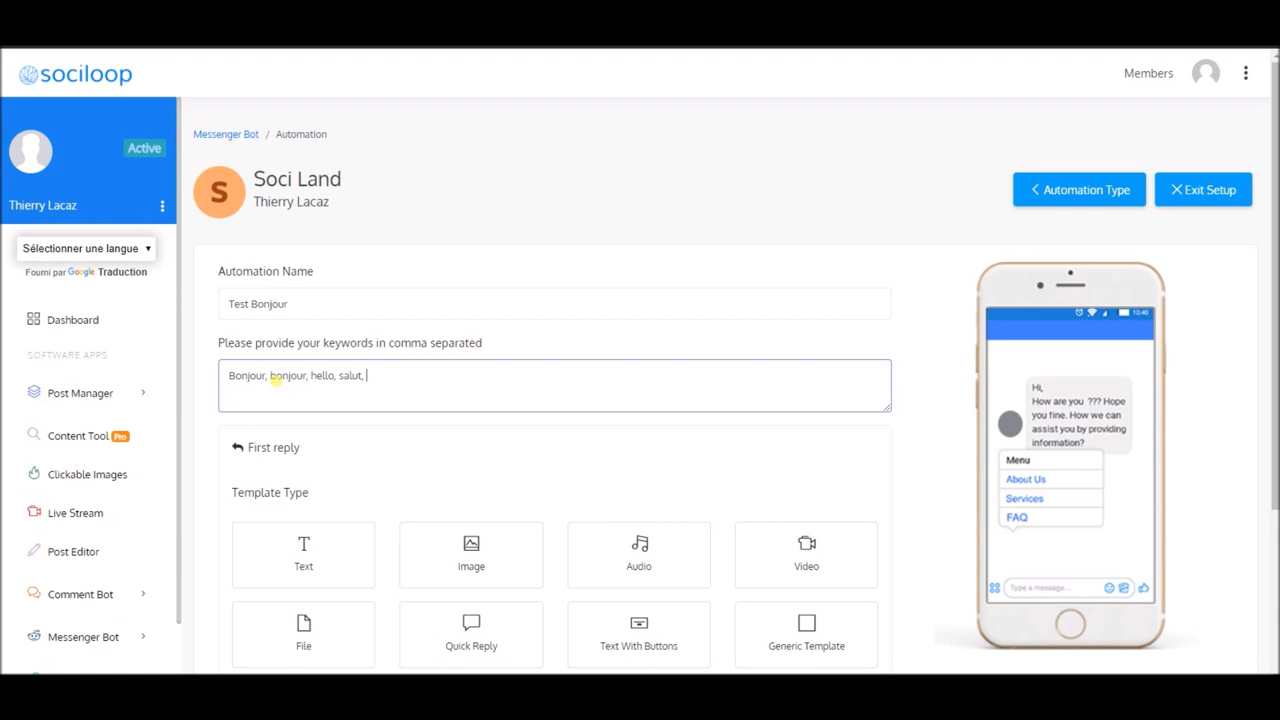 sociloop
Members
Active
Thierry Lacaz
Sélectionner une langue
Fourni par Google Traduction
Dashboard
SOFTWARE APPS
Post Manager
Content Tool Pro
Clickable Images
Live Stream
Post Editor
Comment Bot
Messenger Bot
Messenger Bot / Automation
S
Soci Land
Thierry Lacaz
Automation Type
Exit Setup
Automation Name
Test Bonjour
Please provide your keywords in comma separated
Bonjour, bonjour, hello, salut,
First reply
Template Type
Text
Image
Audio
Video
File
Quick Reply
Text With Buttons
Generic Template
10:40
Hi,
How are you ??? Hope
you fine. How we can
assist you by providing
information?
Menu
About Us
Services
FAQ
Type a message...